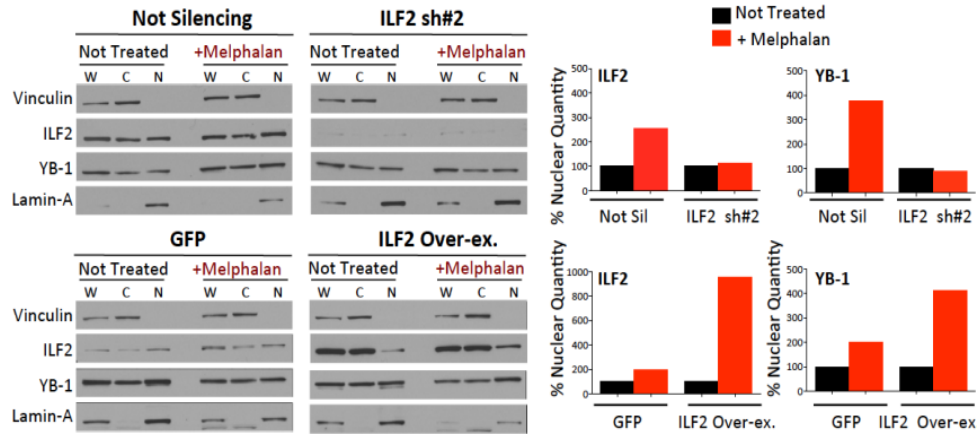 Not Silencing
ILF2 sh#2
Not Treated
+Melphalan
Not Treated
+Melphalan
W C N W C N W C N W C N
Vinculin
ILF2
YB-1
Lamin-A
GFP
ILF2 Over-ex.
Not Treated
+Melphalan
Not Treated
+Melphalan
W C N W C N W C N W C N
Vinculin
ILF2
YB-1
Lamin-A
Not Treated
+ Melphalan
ILF2
% Nuclear Quantity
500
400
300
200
100
0
Not Sil ILF2 sh#2
YB-1
% Nuclear Quantity
500
400
300
200
100
0
Not Sil ILF2 sh#2
ILF2
% Nuclear Quantity
1000
800
600
400
200
0
GFP ILF2 Over-ex.
YB-1
% Nuclear Quantity
500
400
300
200
100
0
GFP ILF2 Over-ex